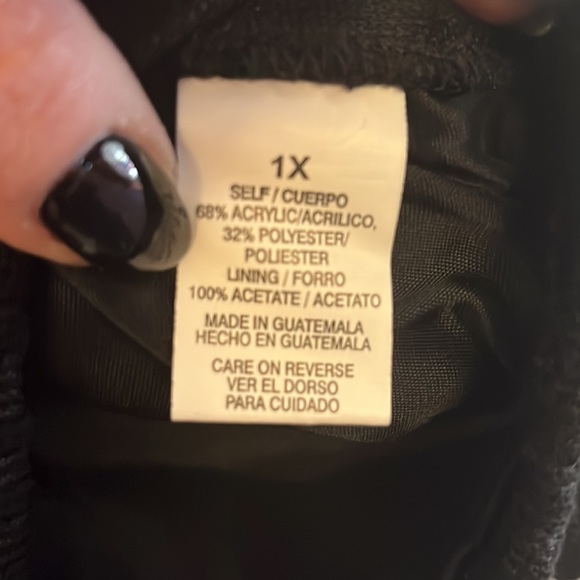 1X
SELF / CUERPO
68% ACRYLIC/ACRILICO,
32% POLYESTER/
POLIESTER
LINING / FORRO
100% ACETATE / ACETATO
MADE IN GUATEMALA
HECHO EN GUATEMALA
CARE ON REVERSE
VER EL DORSO
PARA CUIDADO